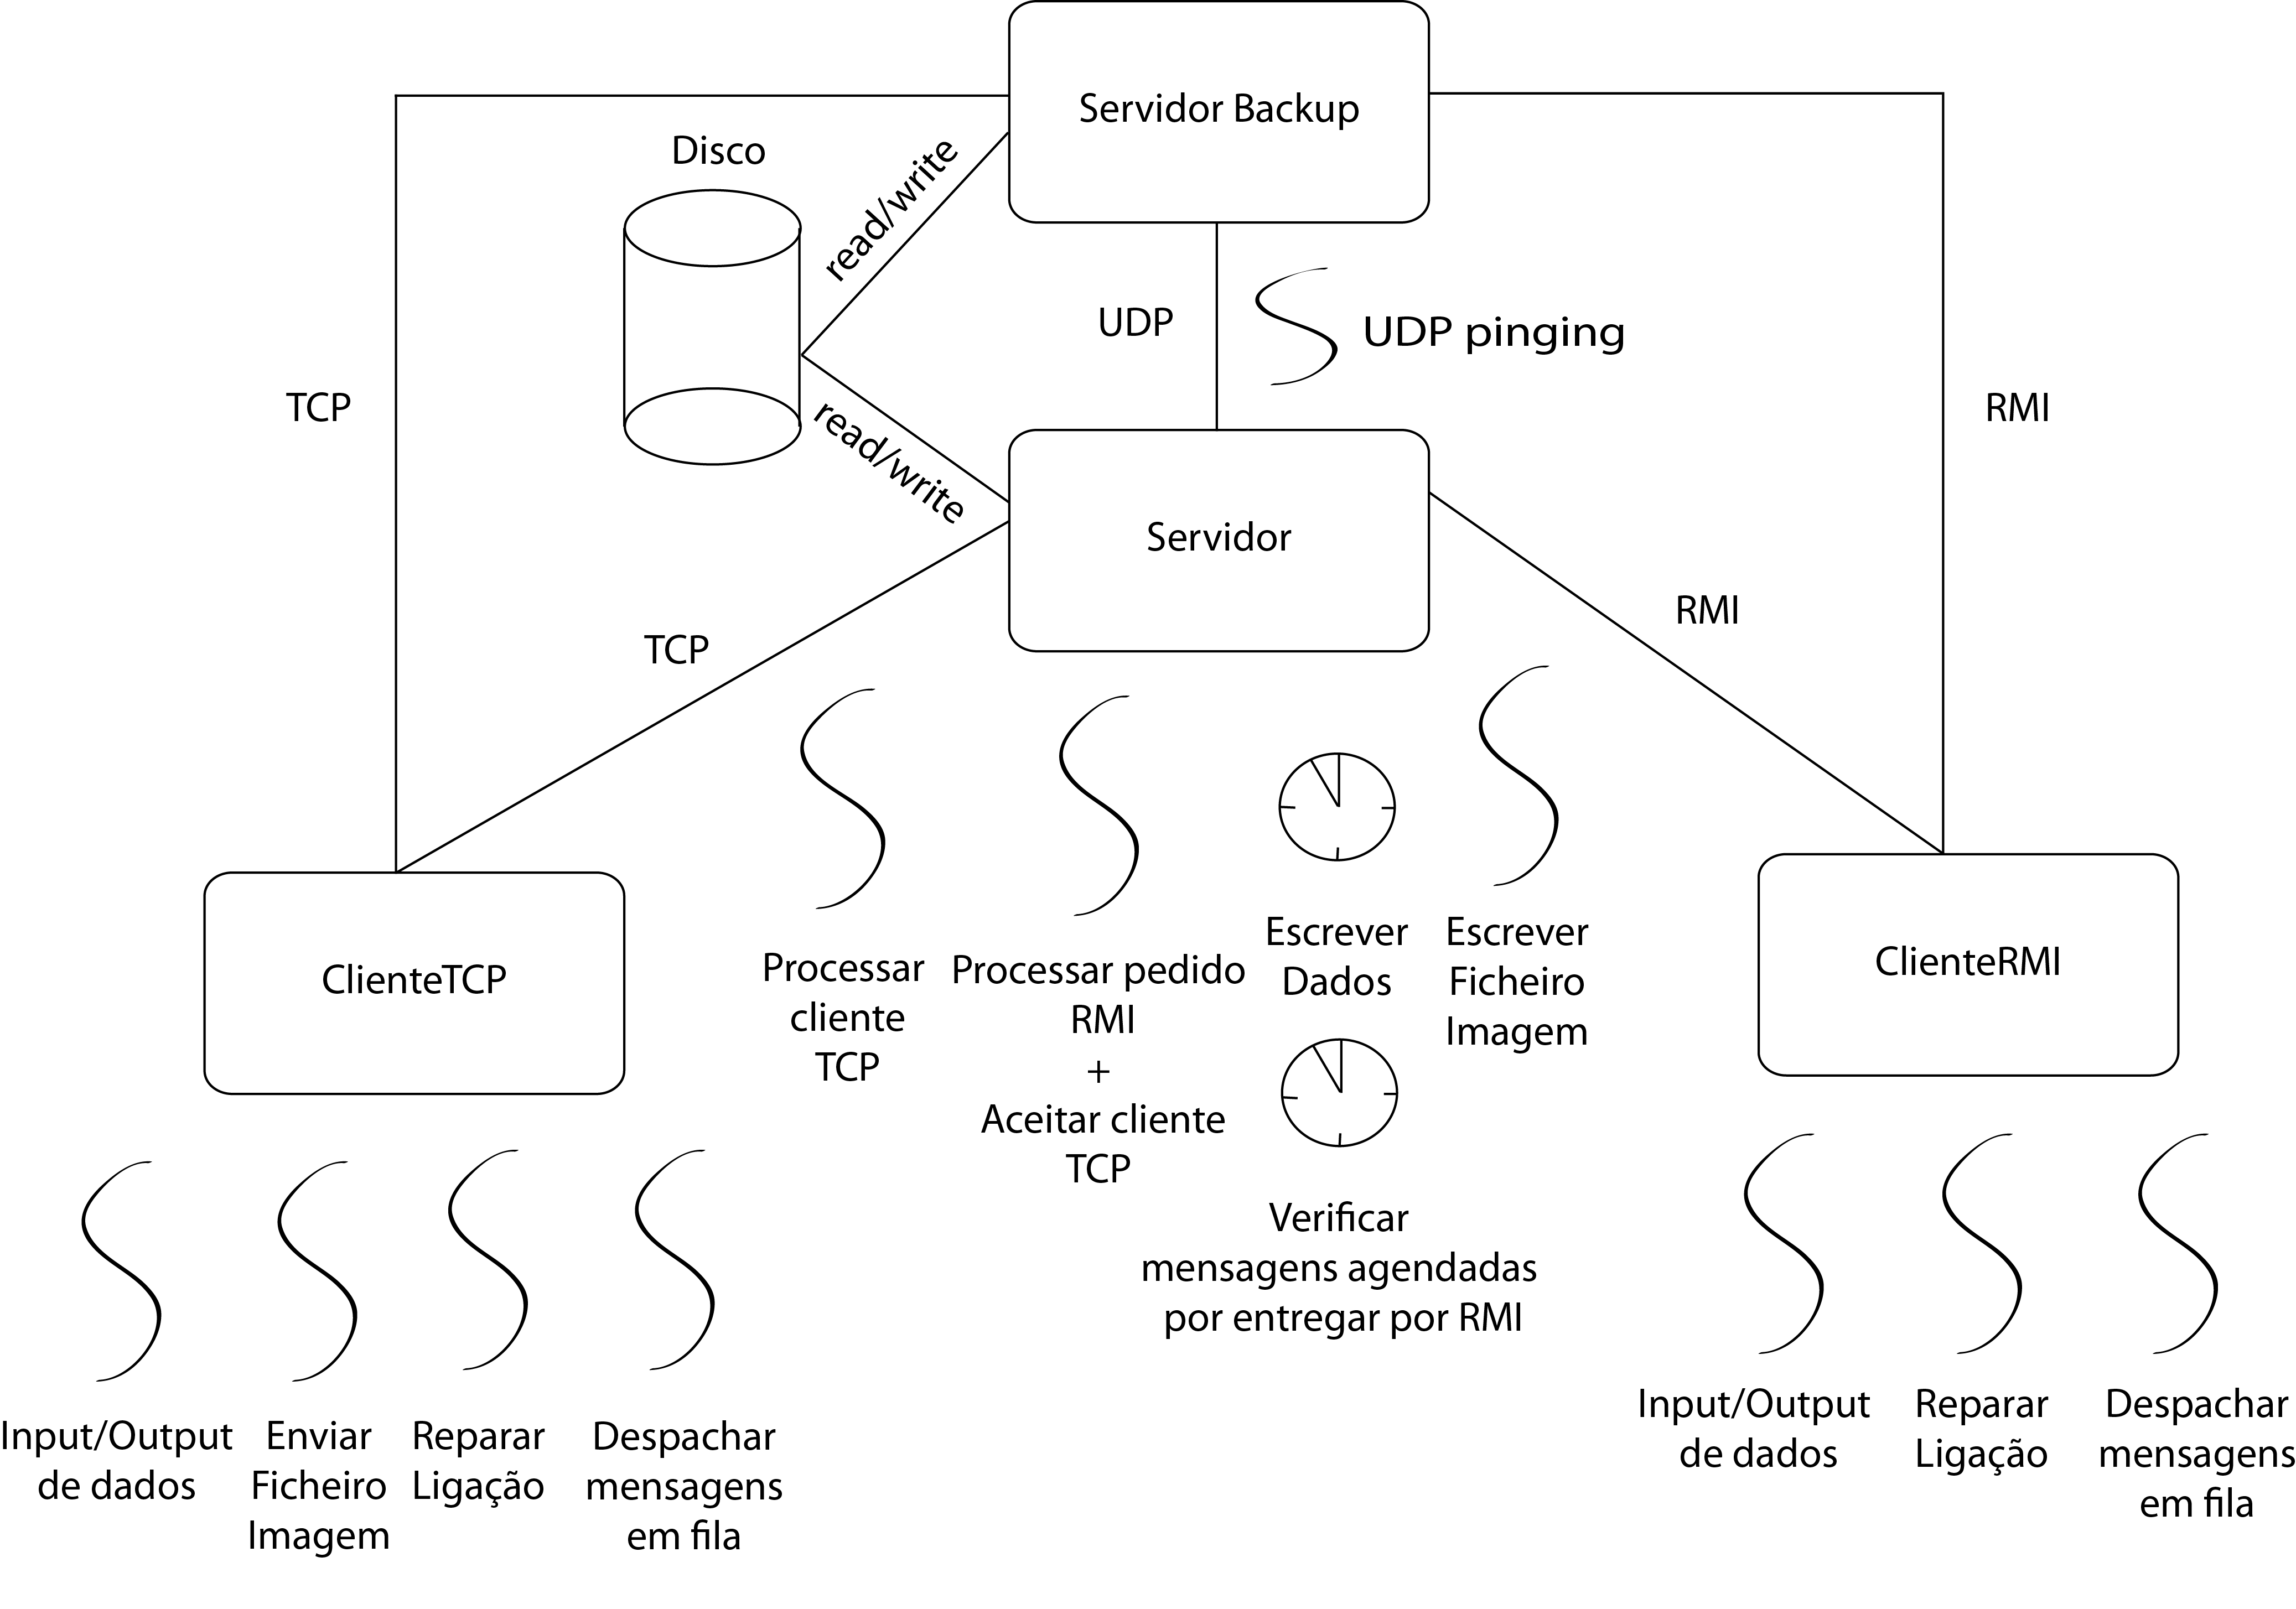 Servidor Backup
Disco
read/write
UDP
UDP pinging
TCP
RMI
read/write
Servidor
RMI
TCP
ClienteTCP
Processar
cliente
TCP
Processar pedido
RMI
+
Aceitar cliente
TCP
Escrever
Dados
Escrever
Ficheiro
Imagem
Verificar
mensagens agendadas
por entregar por RMI
ClienteRMI
Input/Output
de dados
Enviar
Ficheiro
Imagem
Reparar
Ligação
Despachar
mensagens
em fila
Input/Output
de dados
Reparar
Ligação
Despachar
mensagens
em fila